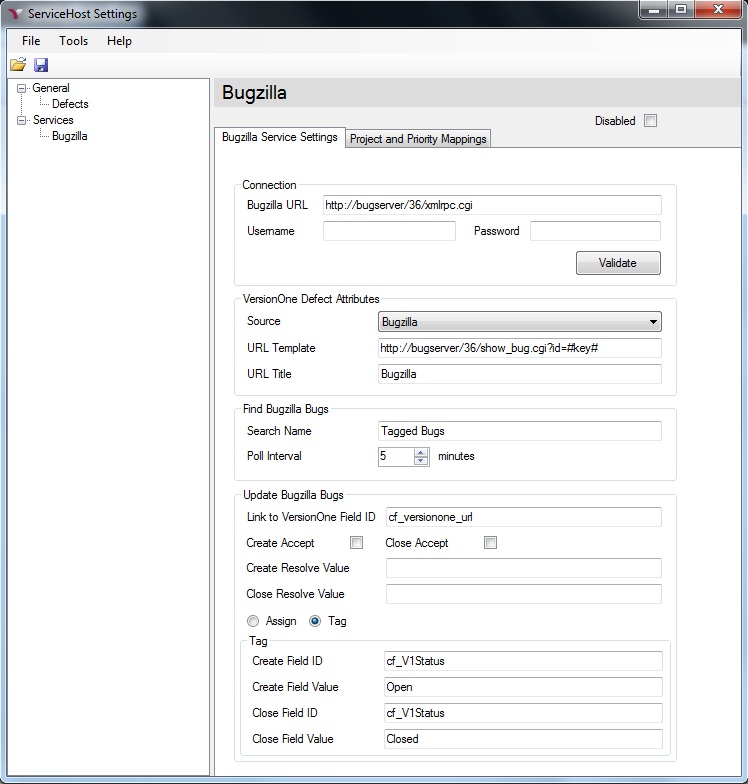 ServiceHost Settings
File Tools Help
General
Defects
Services
Bugzilla
Bugzilla
Disabled
Bugzilla Service Settings Project and Priority Mappings
Connection
Bugzilla URL http://bugserver/36/xmlrpc.cgi
Username Password
Validate
VersionOne Defect Attributes
Source Bugzilla
URL Template http://bugserver/36/show_bug.cgi?id=#key#
URL Title Bugzilla
Find Bugzilla Bugs
Search Name Tagged Bugs
Poll Interval 5 minutes
Update Bugzilla Bugs
Link to VersionOne Field ID cf_versionone_url
Create Accept Close Accept
Create Resolve Value
Close Resolve Value
Assign Tag
Tag
Create Field ID cf_V1Status
Create Field Value Open
Close Field ID cf_V1Status
Close Field Value Closed